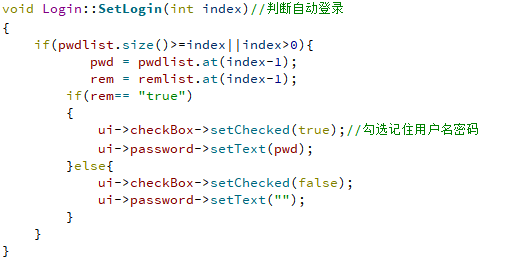 void Login::SetLogin(int index)//判断自动登录
{
    if(pwdlist.size()>=index||index>0){
           pwd = pwdlist.at(index-1);
           rem = remlist.at(index-1);
        if(rem== "true")
        {
            ui->checkBox->setChecked(true);//勾选记住用户名密码
            ui->password->setText(pwd);
        }else{
            ui->checkBox->setChecked(false);
            ui->password->setText("");
        }
    }
}